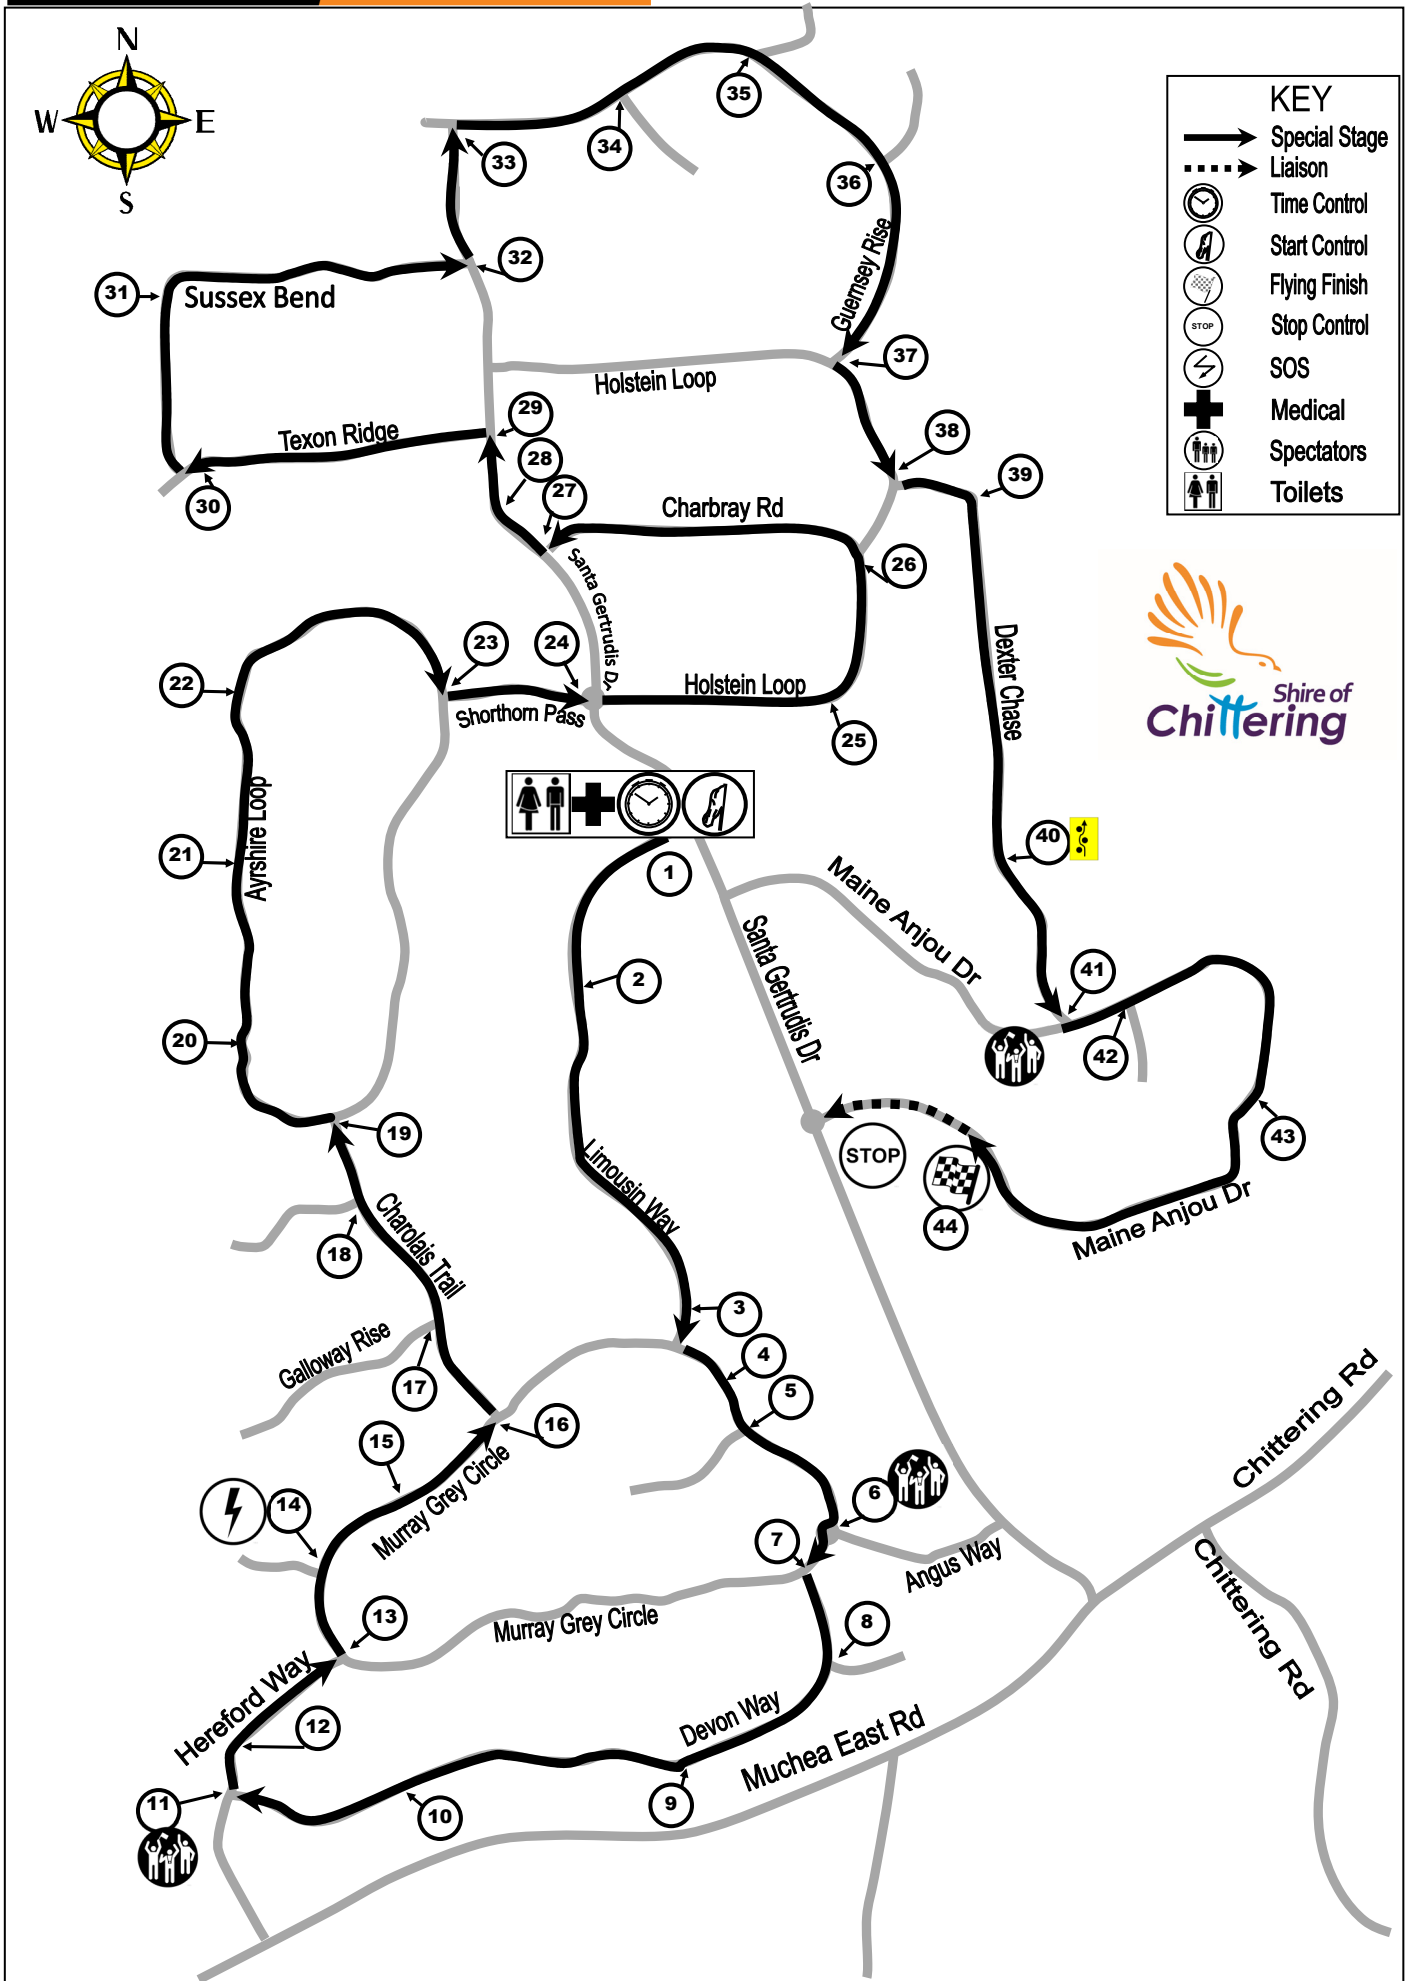 N
W
E
S
KEY
Special Stage
Liaison
Time Control
Start Control
Flying Finish
STOP
Stop Control
SOS
Medical
Spectators
Toilets
35
34
33
36
Guernsey Rise
32
31
Sussex Bend
37
Holstein Loop
29
Texon Ridge
28
38
39
27
30
Charbray Rd
Santa Gertrudis Dr
26
23
24
22
Shorthorn Pass
Holstein Loop
25
Dexter Chase
Shire of
Chittering
Ayrshire Loop
21
1
40
Maine Anjou Dr
Santa Gertrudis Dr
2
41
42
20
19
43
STOP
44
Maine Anjou Dr
Limousin Way
Charolais Trail
18
3
Galloway Rise
4
17
5
16
15
Murray Grey Circle
14
6
7
Angus Way
Chittering Rd
Chittering Rd
13
Murray Grey Circle
8
Hereford Way
12
Devon Way
Muchea East Rd
11
10
9